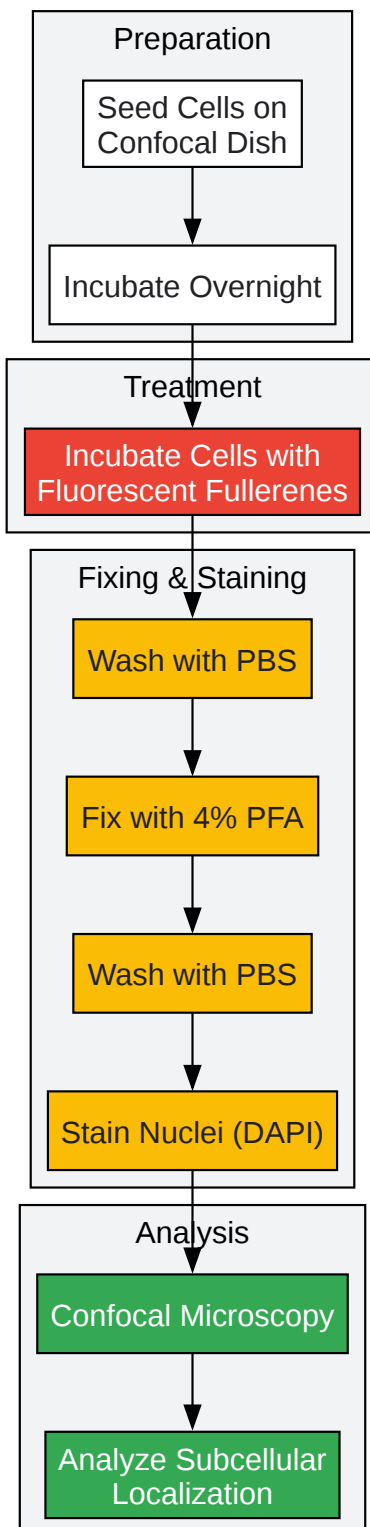 Preparation
Seed Cells on
Confocal Dish
Incubate Overnight
Treatment
Incubate Cells with
Fluorescent Fullerenes
Fixing & Staining
Wash with PBS
Fix with 4% PFA
Wash with PBS
Stain Nuclei (DAPI)
Analysis
Confocal Microscopy
Analyze Subcellular
Localization